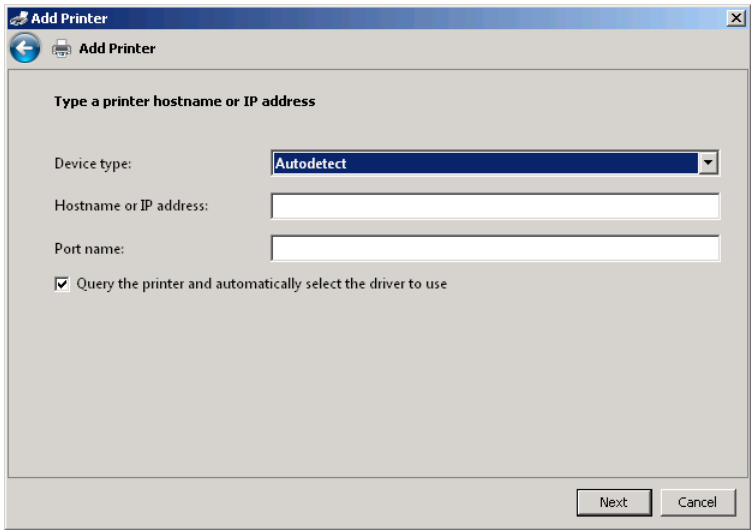 Add Printer
Add Printer
Type a printer hostname or IP address
Device type: Autodetect
Hostname or IP address:
Port name:
Query the printer and automatically select the driver to use
Next Cancel